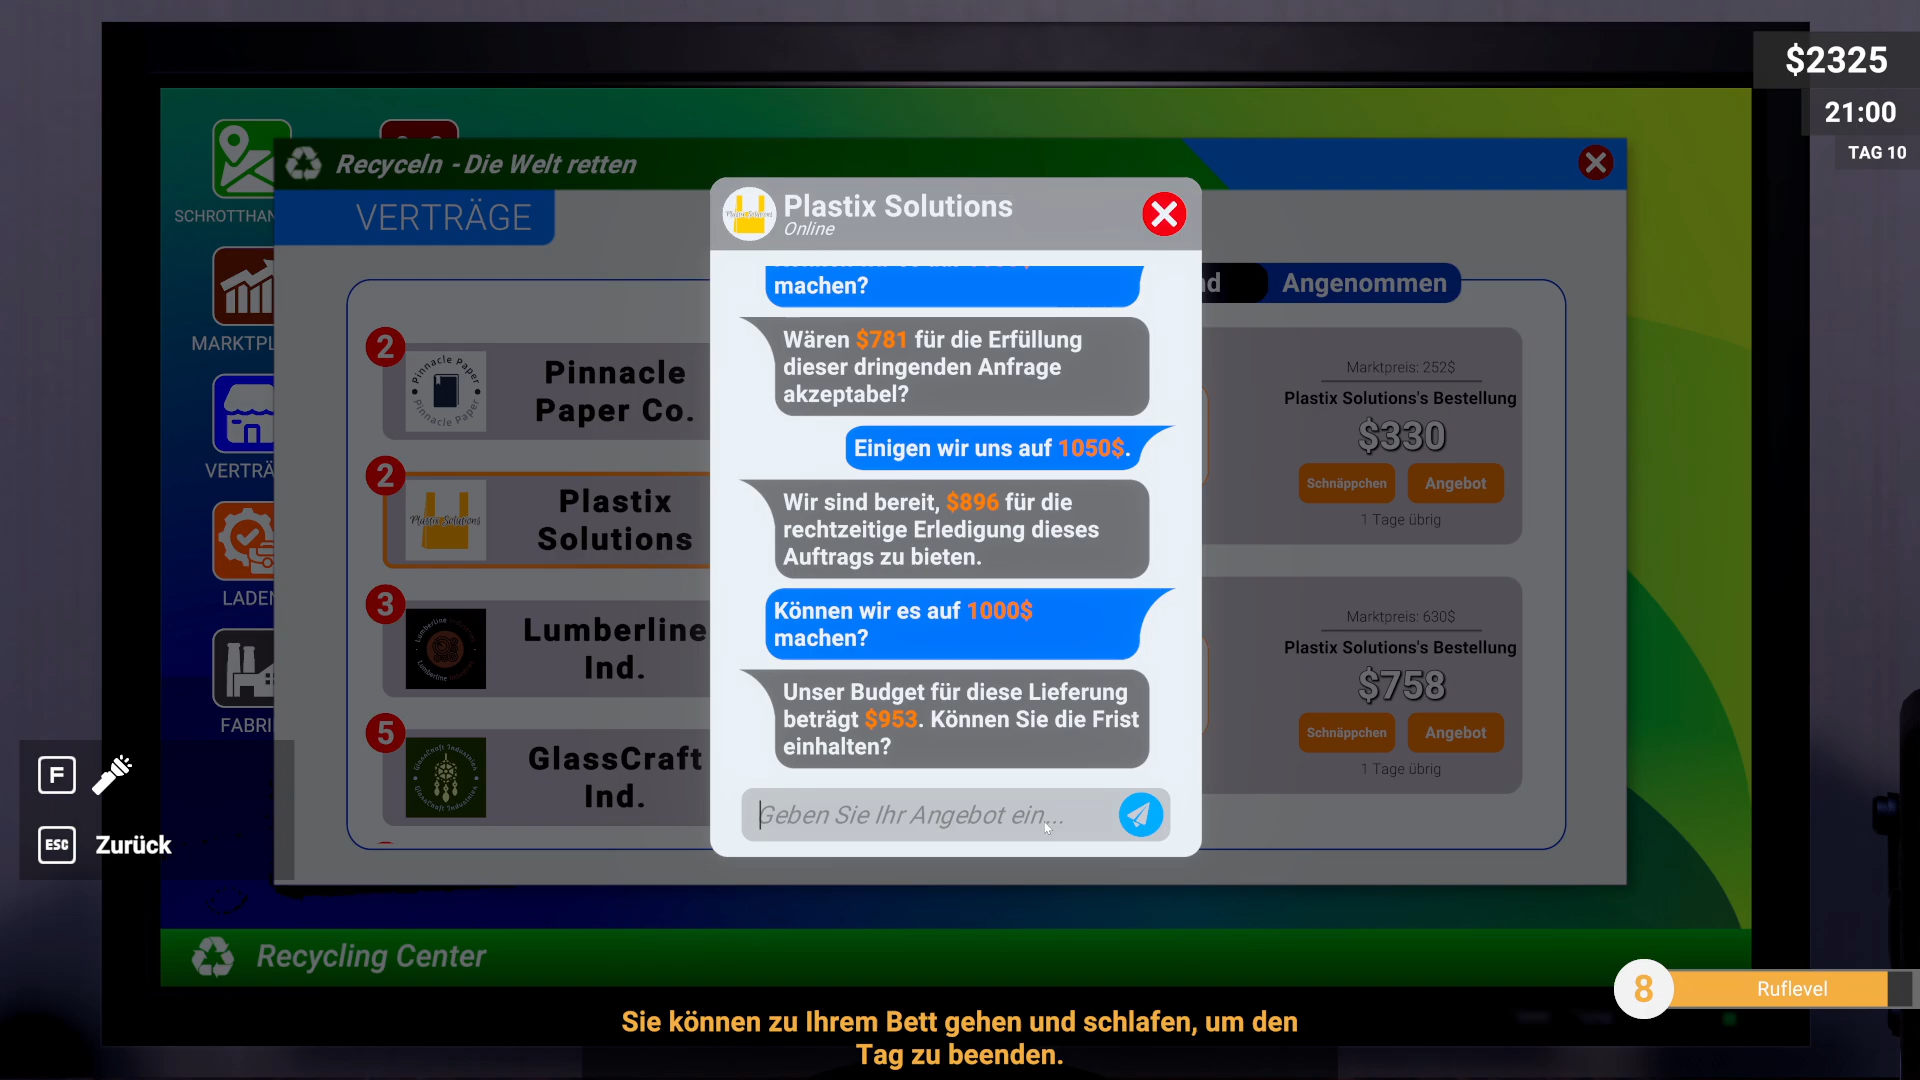 $2325
21:00
TAG 10
Recyceln - Die Welt retten
SCHROTTHAN
VERTRÄGE
MARKTPL
VERTRÄ
LADEN
FABRI
Pinnacle
Paper Co.
2
Plastix
Solutions
2
Plastix Solutions
Lumberline
Ind.
3
GlassCraft
Ind.
5
Plastix Solutions
Online
machen?
Wären $781 für die Erfüllung
dieser dringenden Anfrage
akzeptabel?
Einigen wir uns auf 1050$.
Wir sind bereit, $896 für die
rechtzeitige Erledigung dieses
Auftrags zu bieten.
Können wir es auf 1000$
machen?
Unser Budget für diese Lieferung
beträgt $953. Können Sie die Frist
einhalten?
Geben Sie Ihr Angebot ein...
nd
Angenommen
Marktpreis: 252$
Plastix Solutions's Bestellung
$330
Schnäppchen
Angebot
1 Tage übrig
Marktpreis: 630$
Plastix Solutions's Bestellung
$758
Schnäppchen
Angebot
1 Tage übrig
F
ESC
Zurück
Recycling Center
8
Ruflevel
Sie können zu Ihrem Bett gehen und schlafen, um den
Tag zu beenden.